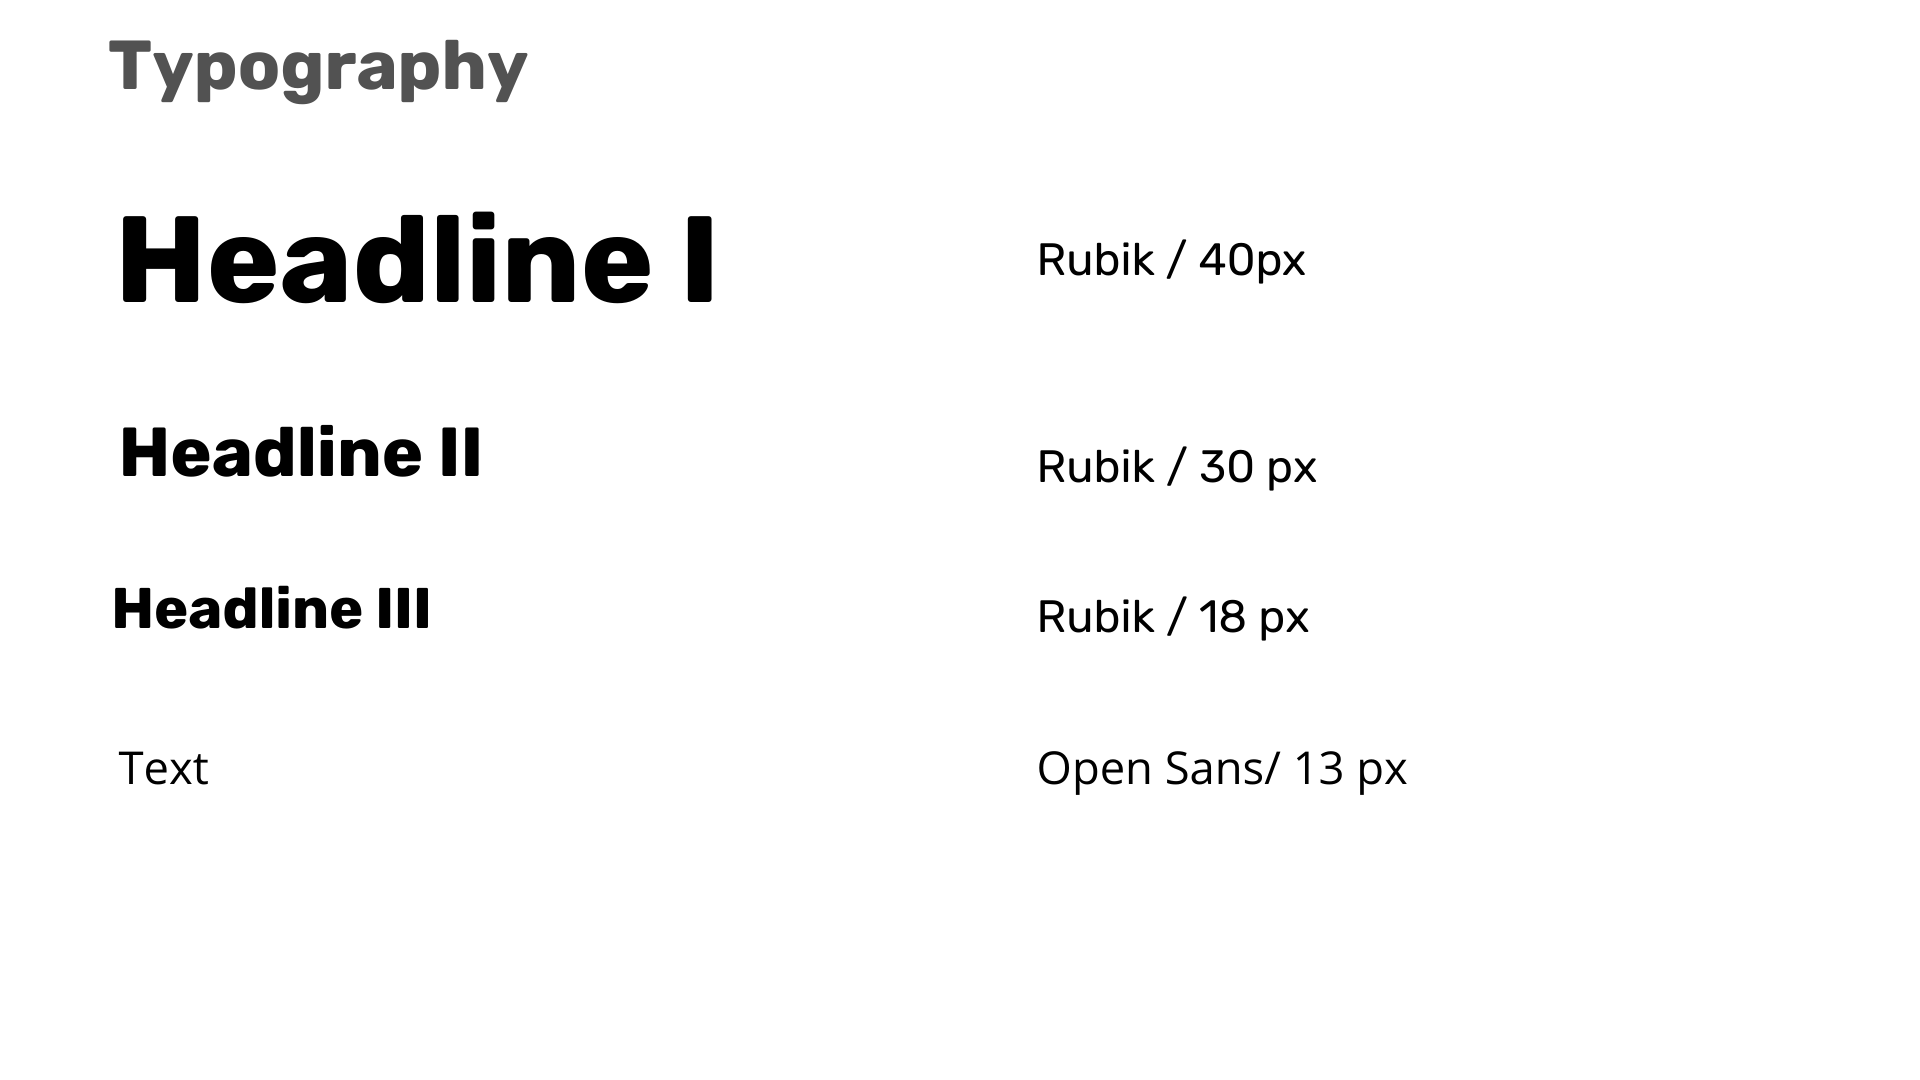 Typography
Headline I
Rubik / 40px
Headline II
Rubik / 30 px
Headline III
Rubik / 18 px
Text
Open Sans/ 13 px